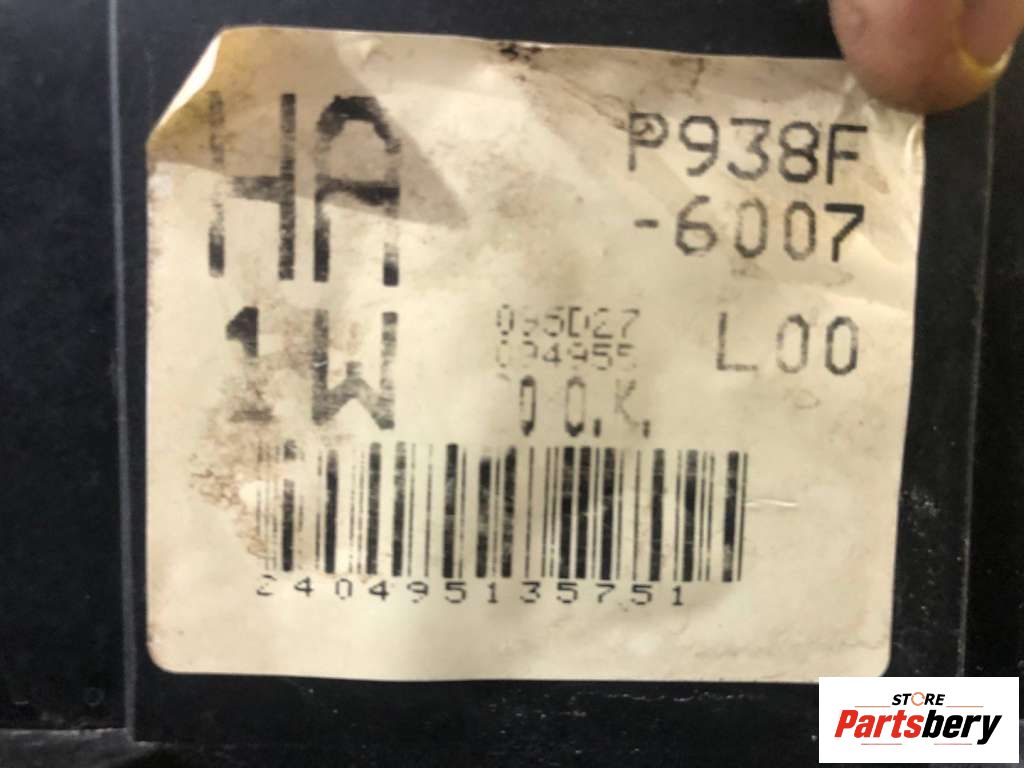 HA
P938F
-6007
1W
L00
O.K.
240495135751
STORE
Partsbery